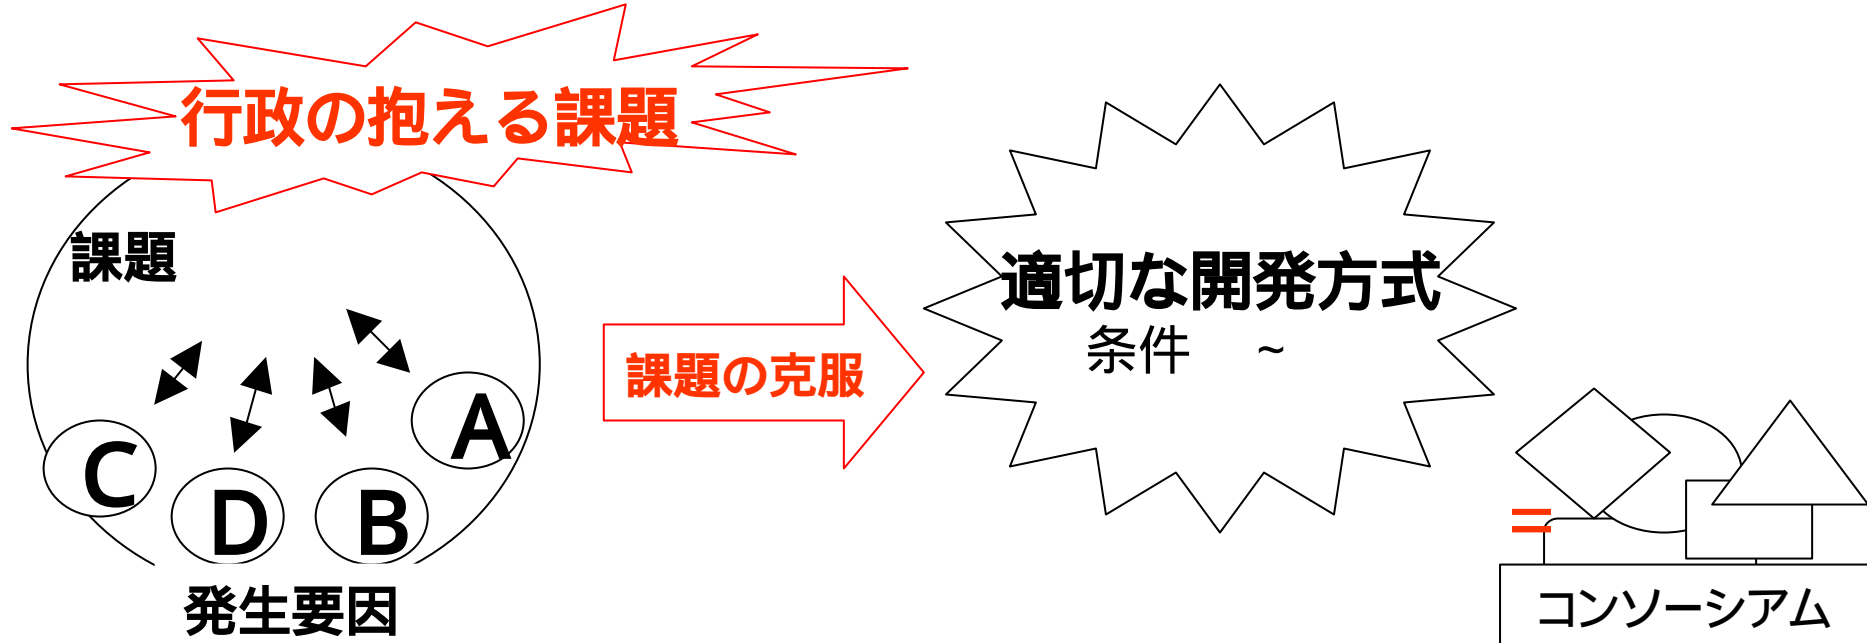 行政の抱える課題
課題
C
D
B
A
発生要因
課題の克服
適切な開発方式
条件　~
=
コンソーシアム